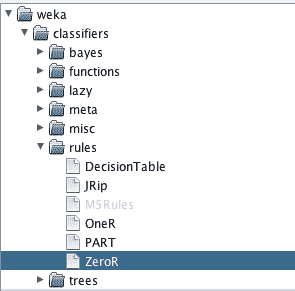 weka
classifiers
bayes
functions
lazy
meta
misc
rules
DecisionTable
JRip
M5Rules
OneR
PART
ZeroR
trees